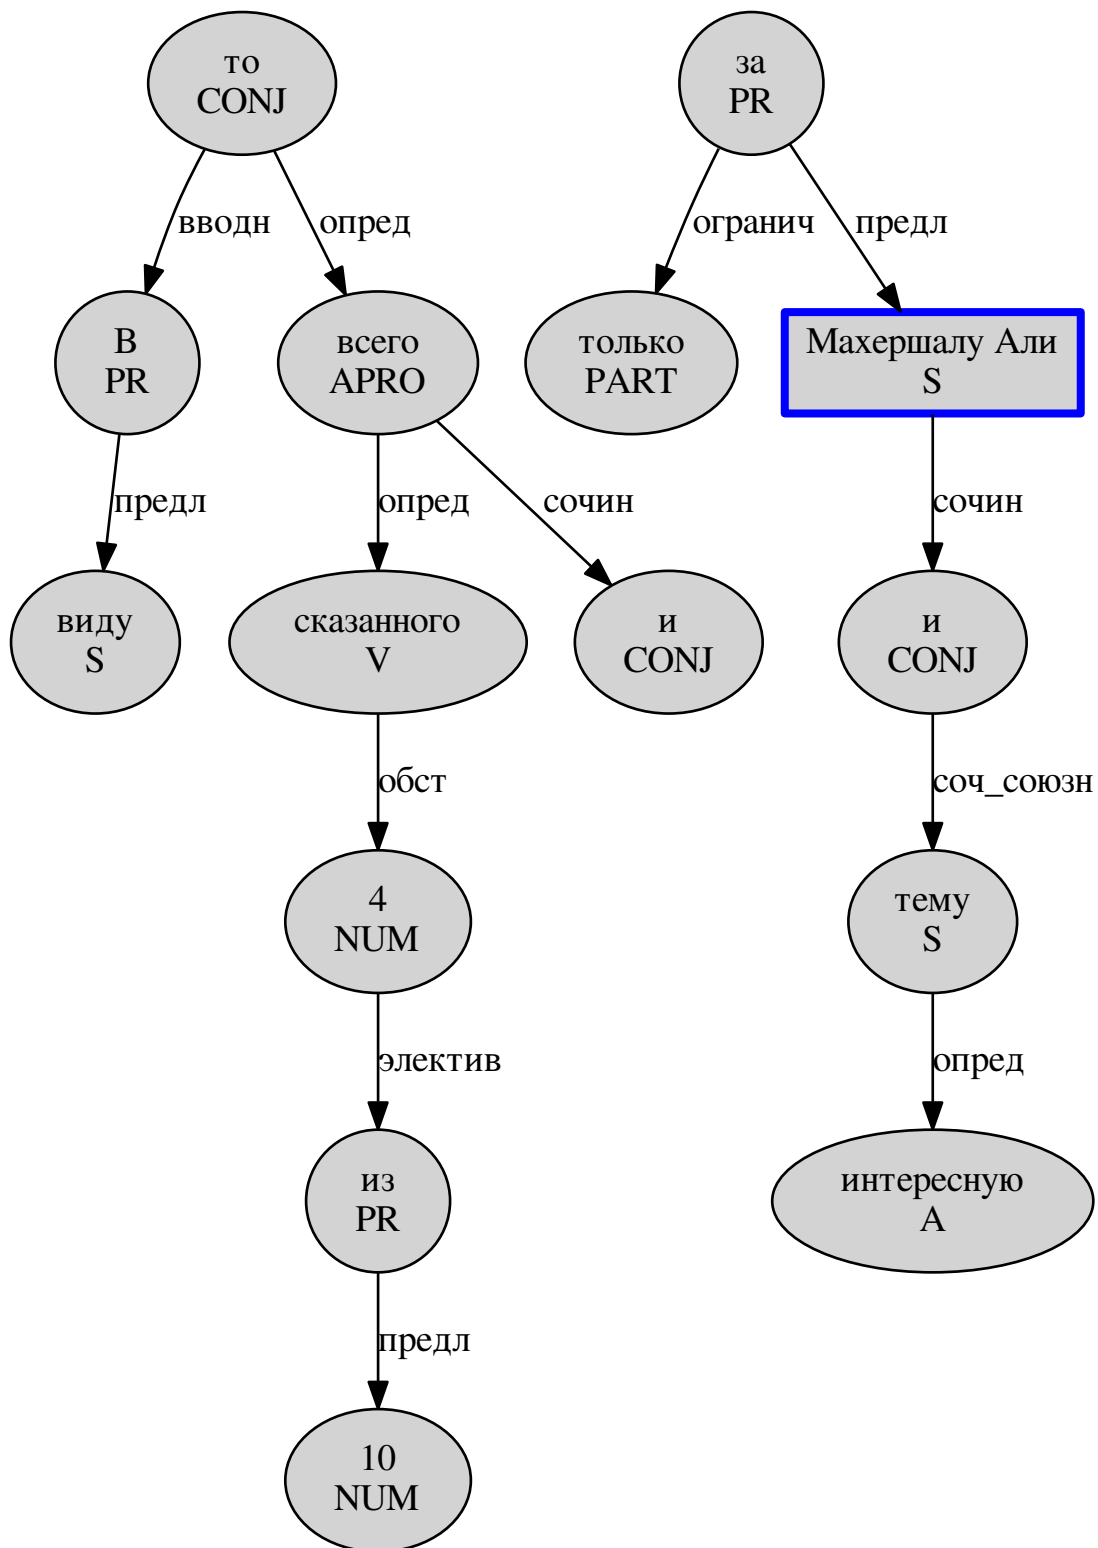 то
CONJ
за
PR
вводн
опред
огранич
предл
В
PR
всего
APRO
только
PART
Махершалу Али
S
предл
опред
сочин
сочин
виду
S
сказанного
V
и
CONJ
и
CONJ
обст
соч_союзн
4
NUM
тему
S
электив
опред
из
PR
интересную
A
предл
10
NUM